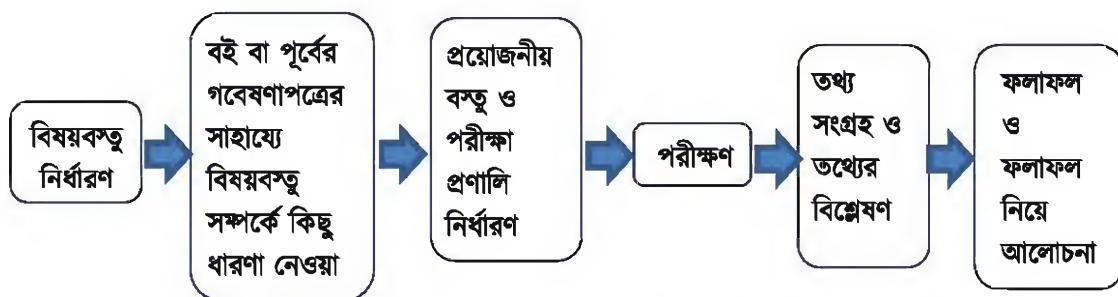 বিষয়বস্তু
নির্ধারণ
বই বা পূর্বের
গবেষণাপত্রের
সাহায্যে
বিষয়বস্তু
সম্পর্কে কিছু
ধারণা নেওয়া
প্রয়োজনীয়
বস্তু ও
পরীক্ষা
প্রণালি
নির্ধারণ
পরীক্ষণ
তথ্য
সংগ্রহ ও
তথ্যের
বিশ্লেষণ
ফলাফল
ও
ফলাফল
নিয়ে
আলোচনা